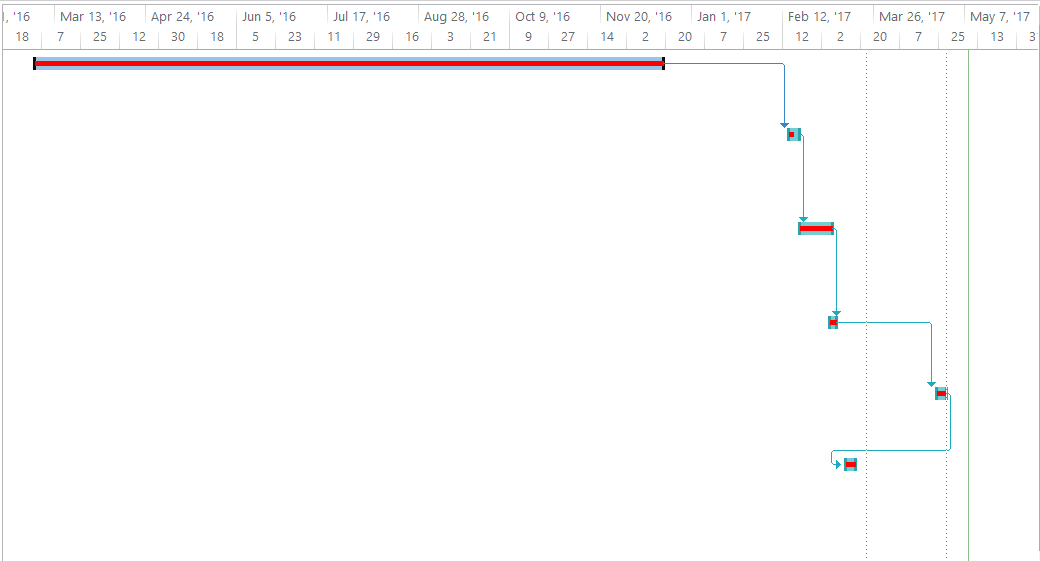 l, '16 Mar 13, '16 Apr 24, '16 Jun 5, '16 Jul 17, '16 Aug 28, '16 Oct 9, '16 Nov 20, '16 Jan 1, '17 Feb 12, '17 Mar 26, '17 May 7, '17
18 7 25 12 30 18 5 23 11 29 16 3 21 9 27 14 2 20 7 25 12 2 20 7 25 13 31